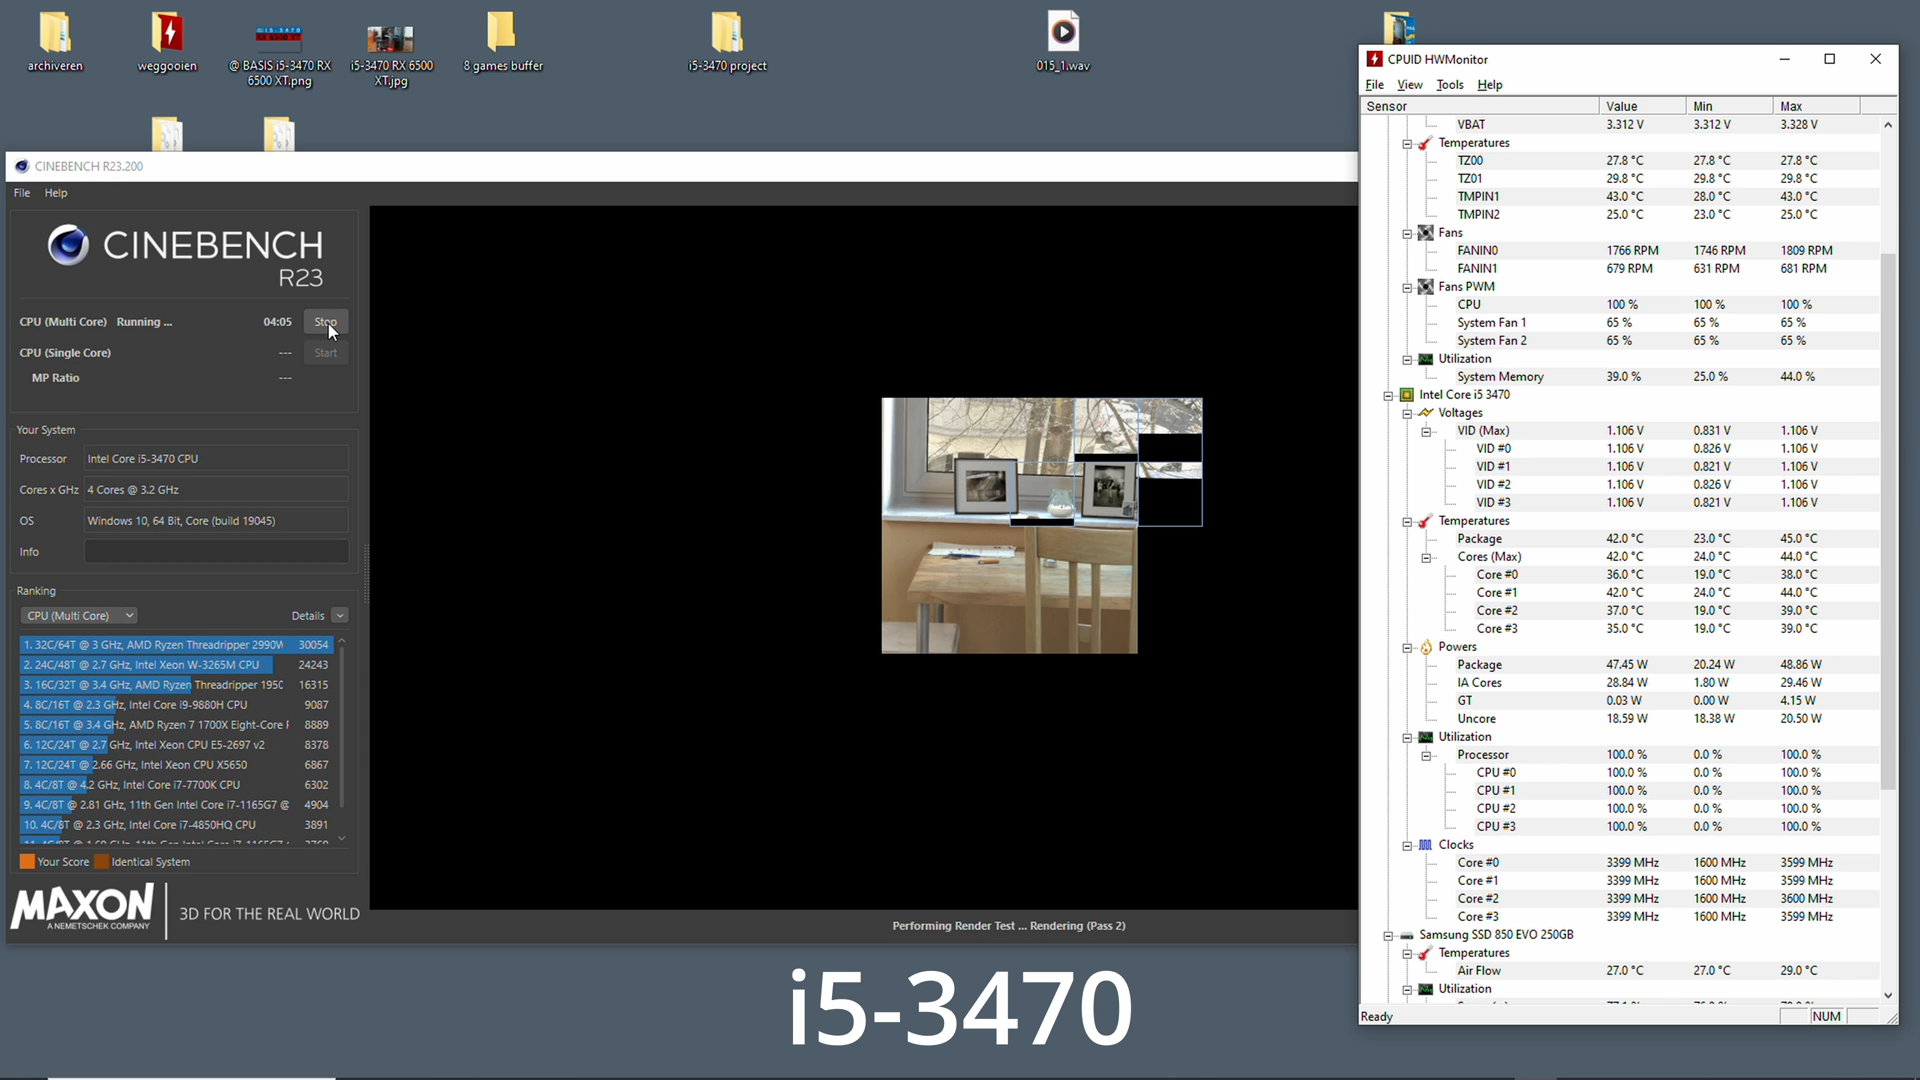 archiveren
weggooien
@ BASIS i5-3470 RX
6500 XT.png
i5-3470 RX 6500
XT.jpg
8 games buffer
i5-3470 project
015_1.wav
CINEBENCH R23.200
File Help
CINEBENCH
R23
CPU (Multi Core) Running ... 04:05 Stop
CPU (Single Core) --- Start
MP Ratio ---
Your System
Processor Intel Core i5-3470 CPU
Cores x GHz 4 Cores @ 3.2 GHz
OS Windows 10, 64 Bit, Core (build 19045)
Info
Ranking
CPU (Multi Core) Details
1. 32C/64T @ 3 GHz, AMD Ryzen Threadripper 2990W 30054
2. 24C/48T @ 2.7 GHz, Intel Xeon W-3265M CPU 24243
3. 16C/32T @ 3.4 GHz, AMD Ryzen Threadripper 195C 16315
4. 8C/16T @ 2.3 GHz, Intel Core i9-9880H CPU 9087
5. 8C/16T @ 3.4 GHz, AMD Ryzen 7 1700X Eight-Core F 8889
6. 12C/24T @ 2.7 GHz, Intel Xeon CPU E5-2697 v2 8378
7. 12C/24T @ 2.66 GHz, Intel Xeon CPU X5650 6867
8. 4C/8T @ 4.2 GHz, Intel Core i7-7700K CPU 6302
9. 4C/8T @ 2.81 GHz, 11th Gen Intel Core i7-1165G7 @ 4904
10. 4C/8T @ 2.3 GHz, Intel Core i7-4850HQ CPU 3891
Your Score Identical System
MAXON
A NEMETSCHEK COMPANY
3D FOR THE REAL WORLD
Performing Render Test ... Rendering (Pass 2)
i5-3470
CPUID HWMonitor
File View Tools Help
Sensor Value Min Max
VBAT 3.312 V 3.312 V 3.328 V
Temperatures
TZ00 27.8 °C 27.8 °C 27.8 °C
TZ01 29.8 °C 29.8 °C 29.8 °C
TMPIN1 43.0 °C 28.0 °C 43.0 °C
TMPIN2 25.0 °C 23.0 °C 25.0 °C
Fans
FANIN0 1766 RPM 1746 RPM 1809 RPM
FANIN1 679 RPM 631 RPM 681 RPM
Fans PWM
CPU 100 % 100 % 100 %
System Fan 1 65 % 65 % 65 %
System Fan 2 65 % 65 % 65 %
Utilization
System Memory 39.0 % 25.0 % 44.0 %
Intel Core i5 3470
Voltages
VID (Max) 1.106 V 0.831 V 1.106 V
VID #0 1.106 V 0.826 V 1.106 V
VID #1 1.106 V 0.821 V 1.106 V
VID #2 1.106 V 0.826 V 1.106 V
VID #3 1.106 V 0.821 V 1.106 V
Temperatures
Package 42.0 °C 23.0 °C 45.0 °C
Cores (Max) 42.0 °C 24.0 °C 44.0 °C
Core #0 36.0 °C 19.0 °C 38.0 °C
Core #1 42.0 °C 24.0 °C 44.0 °C
Core #2 37.0 °C 19.0 °C 39.0 °C
Core #3 35.0 °C 19.0 °C 39.0 °C
Powers
Package 47.45 W 20.24 W 48.86 W
IA Cores 28.84 W 1.80 W 29.46 W
GT 0.03 W 0.00 W 4.15 W
Uncore 18.59 W 18.38 W 20.50 W
Utilization
Processor 100.0 % 0.0 % 100.0 %
CPU #0 100.0 % 0.0 % 100.0 %
CPU #1 100.0 % 0.0 % 100.0 %
CPU #2 100.0 % 0.0 % 100.0 %
CPU #3 100.0 % 0.0 % 100.0 %
Clocks
Core #0 3399 MHz 1600 MHz 3599 MHz
Core #1 3399 MHz 1600 MHz 3599 MHz
Core #2 3399 MHz 1600 MHz 3600 MHz
Core #3 3399 MHz 1600 MHz 3599 MHz
Samsung SSD 850 EVO 250GB
Temperatures
Air Flow 27.0 °C 27.0 °C 29.0 °C
Utilization
Ready NUM